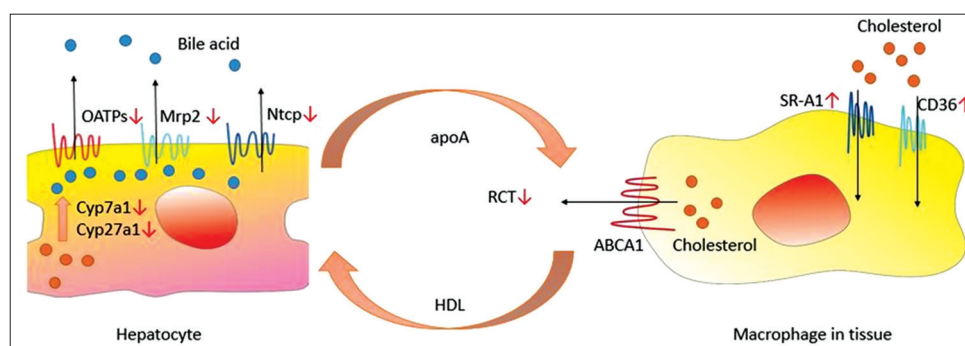 Bile acid
OATPs↓
Mrp2 ↓
Ntcp↓
Cyp7a1↓
Cyp27a1↓
Hepatocyte
apoA
RCT↓
HDL
Cholesterol
SR-A1↑
CD36↑
ABCA1
Cholesterol
Macrophage in tissue